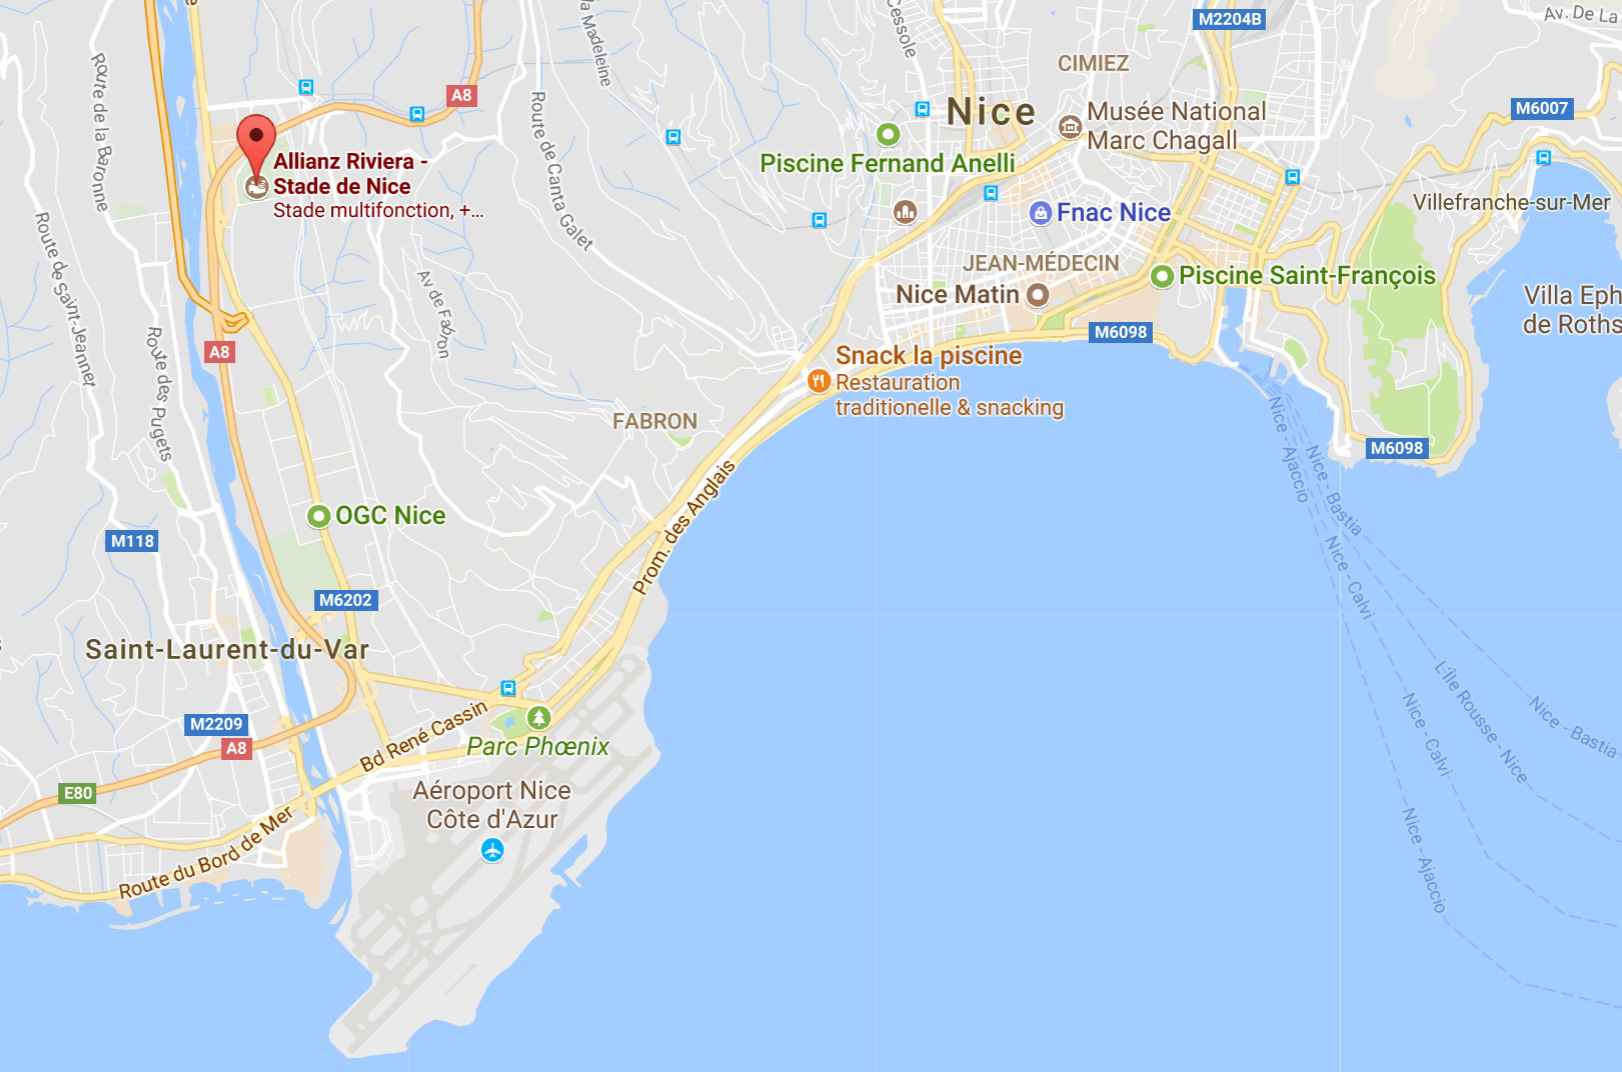 M2204B
Av. De La
Cessole
la Madeleine
CIMIEZ
Route de la Baronne
A8
M6007
Nice
Musée National
Marc Chagall
Route de Canta Galet
Piscine Fernand Anelli
Allianz Riviera -
Stade de Nice
Stade multifonction, +...
Villefranche-sur-Mer
Fnac Nice
Route de Saint-Jeannet
JEAN-MÉDECIN
Piscine Saint-François
Av de Fabron
Nice Matin
Villa Eph
de Roths
M6098
Route des Pugets
A8
Snack la piscine
Restauration
traditionelle & snacking
FABRON
M6098
Nice - Ajaccio
Nice - Bastia
Prom. des Anglais
OGC Nice
M118
Nice - Calvi
M6202
Saint-Laurent-du-Var
L'Île Rousse - Nice
Nice - Bastia
Nice - Calvi
M2209
A8
Bd René Cassin
Parc Phœnix
E80
Aéroport Nice
Côte d'Azur
Route du Bord de Mer
Nice - Ajaccio